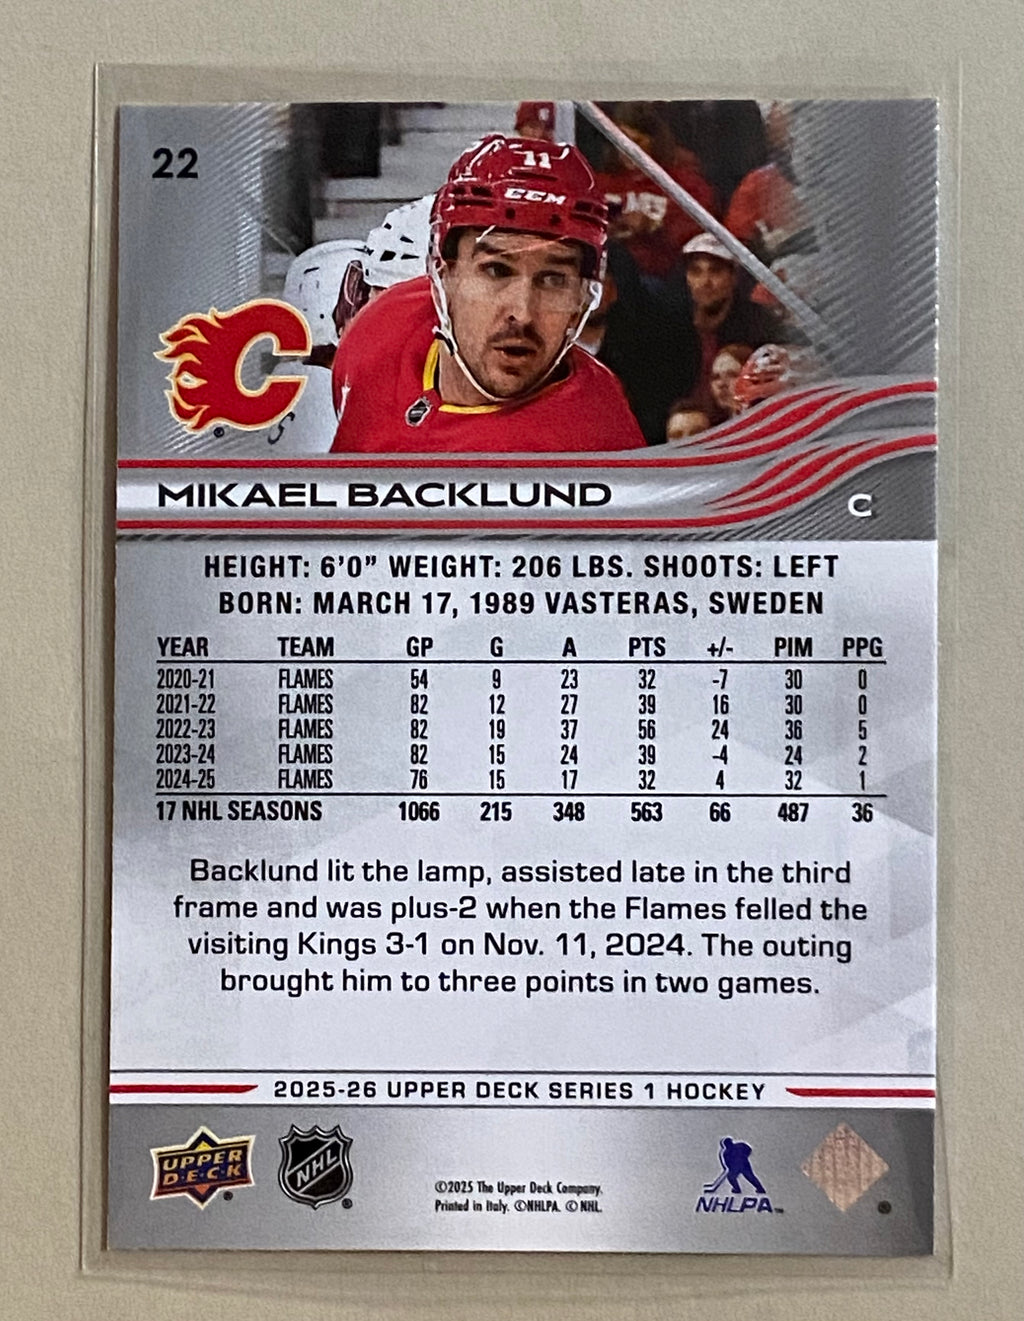 22
11
CCM
MIKAEL BACKLUND
C
HEIGHT: 6'0" WEIGHT: 206 LBS. SHOOTS: LEFT
BORN: MARCH 17, 1989 VASTERAS, SWEDEN
YEAR TEAM GP G A PTS +/- PIM PPG
2020-21 FLAMES 54 9 23 32 -7 30 0
2021-22 FLAMES 82 12 27 39 16 30 0
2022-23 FLAMES 82 19 37 56 24 36 5
2023-24 FLAMES 82 15 24 39 -4 24 2
2024-25 FLAMES 76 15 17 32 4 32 1
17 NHL SEASONS 1066 215 348 563 66 487 36
Backlund lit the lamp, assisted late in the third
frame and was plus-2 when the Flames felled the
visiting Kings 3-1 on Nov. 11, 2024. The outing
brought him to three points in two games.
2025-26 UPPER DECK SERIES 1 HOCKEY
UPPER
DECK
®
NHL
®
©2025 The Upper Deck Company.
Printed in Italy. ©NHLPA. © NHL.
NHLPA™
®